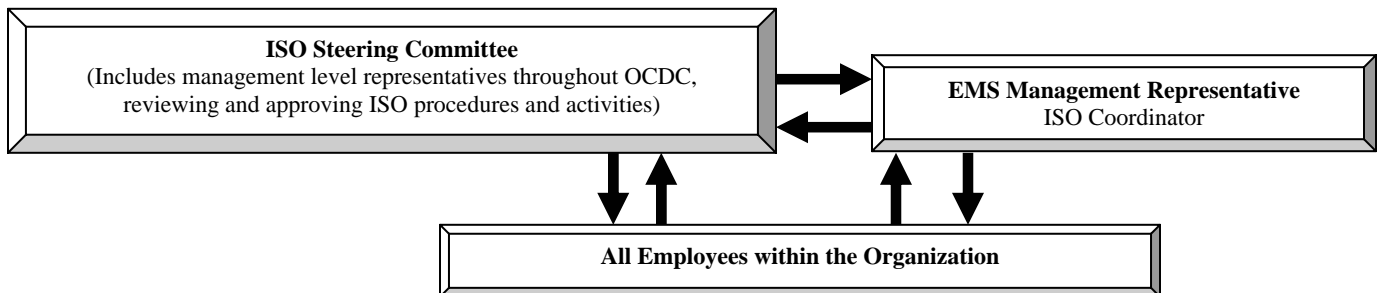 ISO Steering Committee
(Includes management level representatives throughout OCDC,
reviewing and approving ISO procedures and activities)
EMS Management Representative
ISO Coordinator
All Employees within the Organization